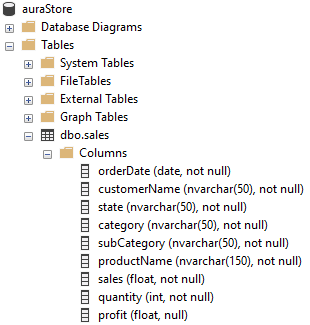 auraStore
Database Diagrams
Tables
System Tables
FileTables
External Tables
Graph Tables
dbo.sales
Columns
orderDate (date, not null)
customerName (nvarchar(50), not null)
state (nvarchar(50), not null)
category (nvarchar(50), not null)
subCategory (nvarchar(50), not null)
productName (nvarchar(150), not null)
sales (float, not null)
quantity (int, not null)
profit (float, null)